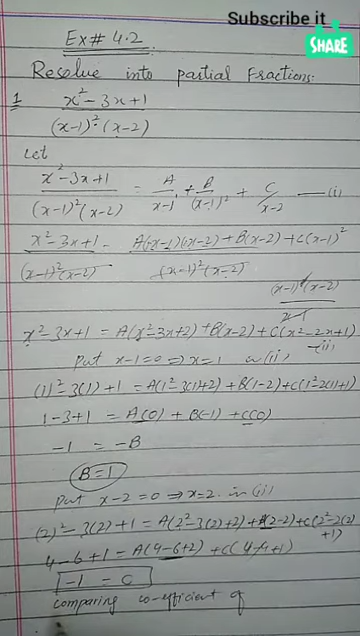 Subscribe it
SHARE
Ex# 4.2
Resolve into partial Fractions.
1 x²-3x+1
(x-1)² (x-2)
Let
x²-3x+1 = A + B + C —(i)
(x-1)²(x-2) x-1 (x-1)² x-2
x²-3x+1 = A(x-1)(x-2)+B(x-2)+C(x-1)²
(x-1)²(x-2) (x-1)²(x-2)
(x-1)²(x-2)
x-1
x²-3x+1 = A(x²-3x+2)+B(x-2)+C(x²-2x+1)
—(ii)
put x-1=0 ⇒ x=1 in (ii)
(1)²-3(1)+1 = A(1²-3(1)+2)+B(1-2)+C(1²-2(1)+1)
1-3+1 = A(0)+B(-1)+C(0)
-1 = -B
B=1
put x-2=0 ⇒ x=2 in (ii)
(2)²-3(2)+1 = A(2²-3(2)+2)+B(2-2)+C(2²-2(2)
+1)
4-6+1 = A(4-6+2)+C(4-4+1)
-1 = C
comparing co-efficient of